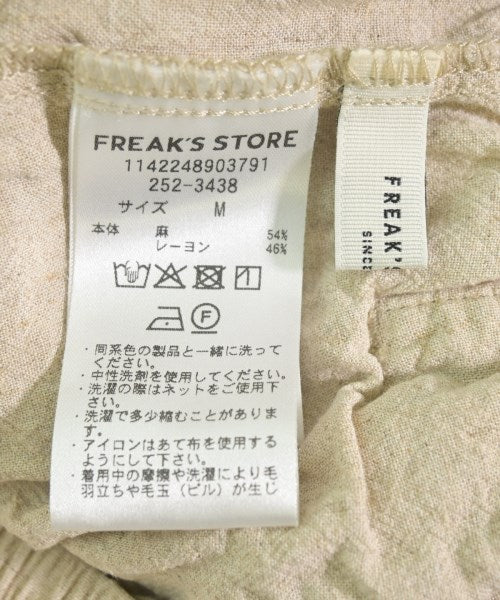 FREAK'S STORE
1142248903791
252-3438
サイズ M
本体 麻 54%
レーヨン 46%
F
・同系色の製品と一緒に洗って
ください。
・中性洗剤を使用してください。
・洗濯の際はネットをご使用下
さい。
・洗濯で多少縮むことがありま
す。
・アイロンはあて布を使用する
ようにして下さい。
・着用中の摩擦や洗濯により毛
羽立ちや毛玉（ピル）が生じ
FREAK'S
SINCE